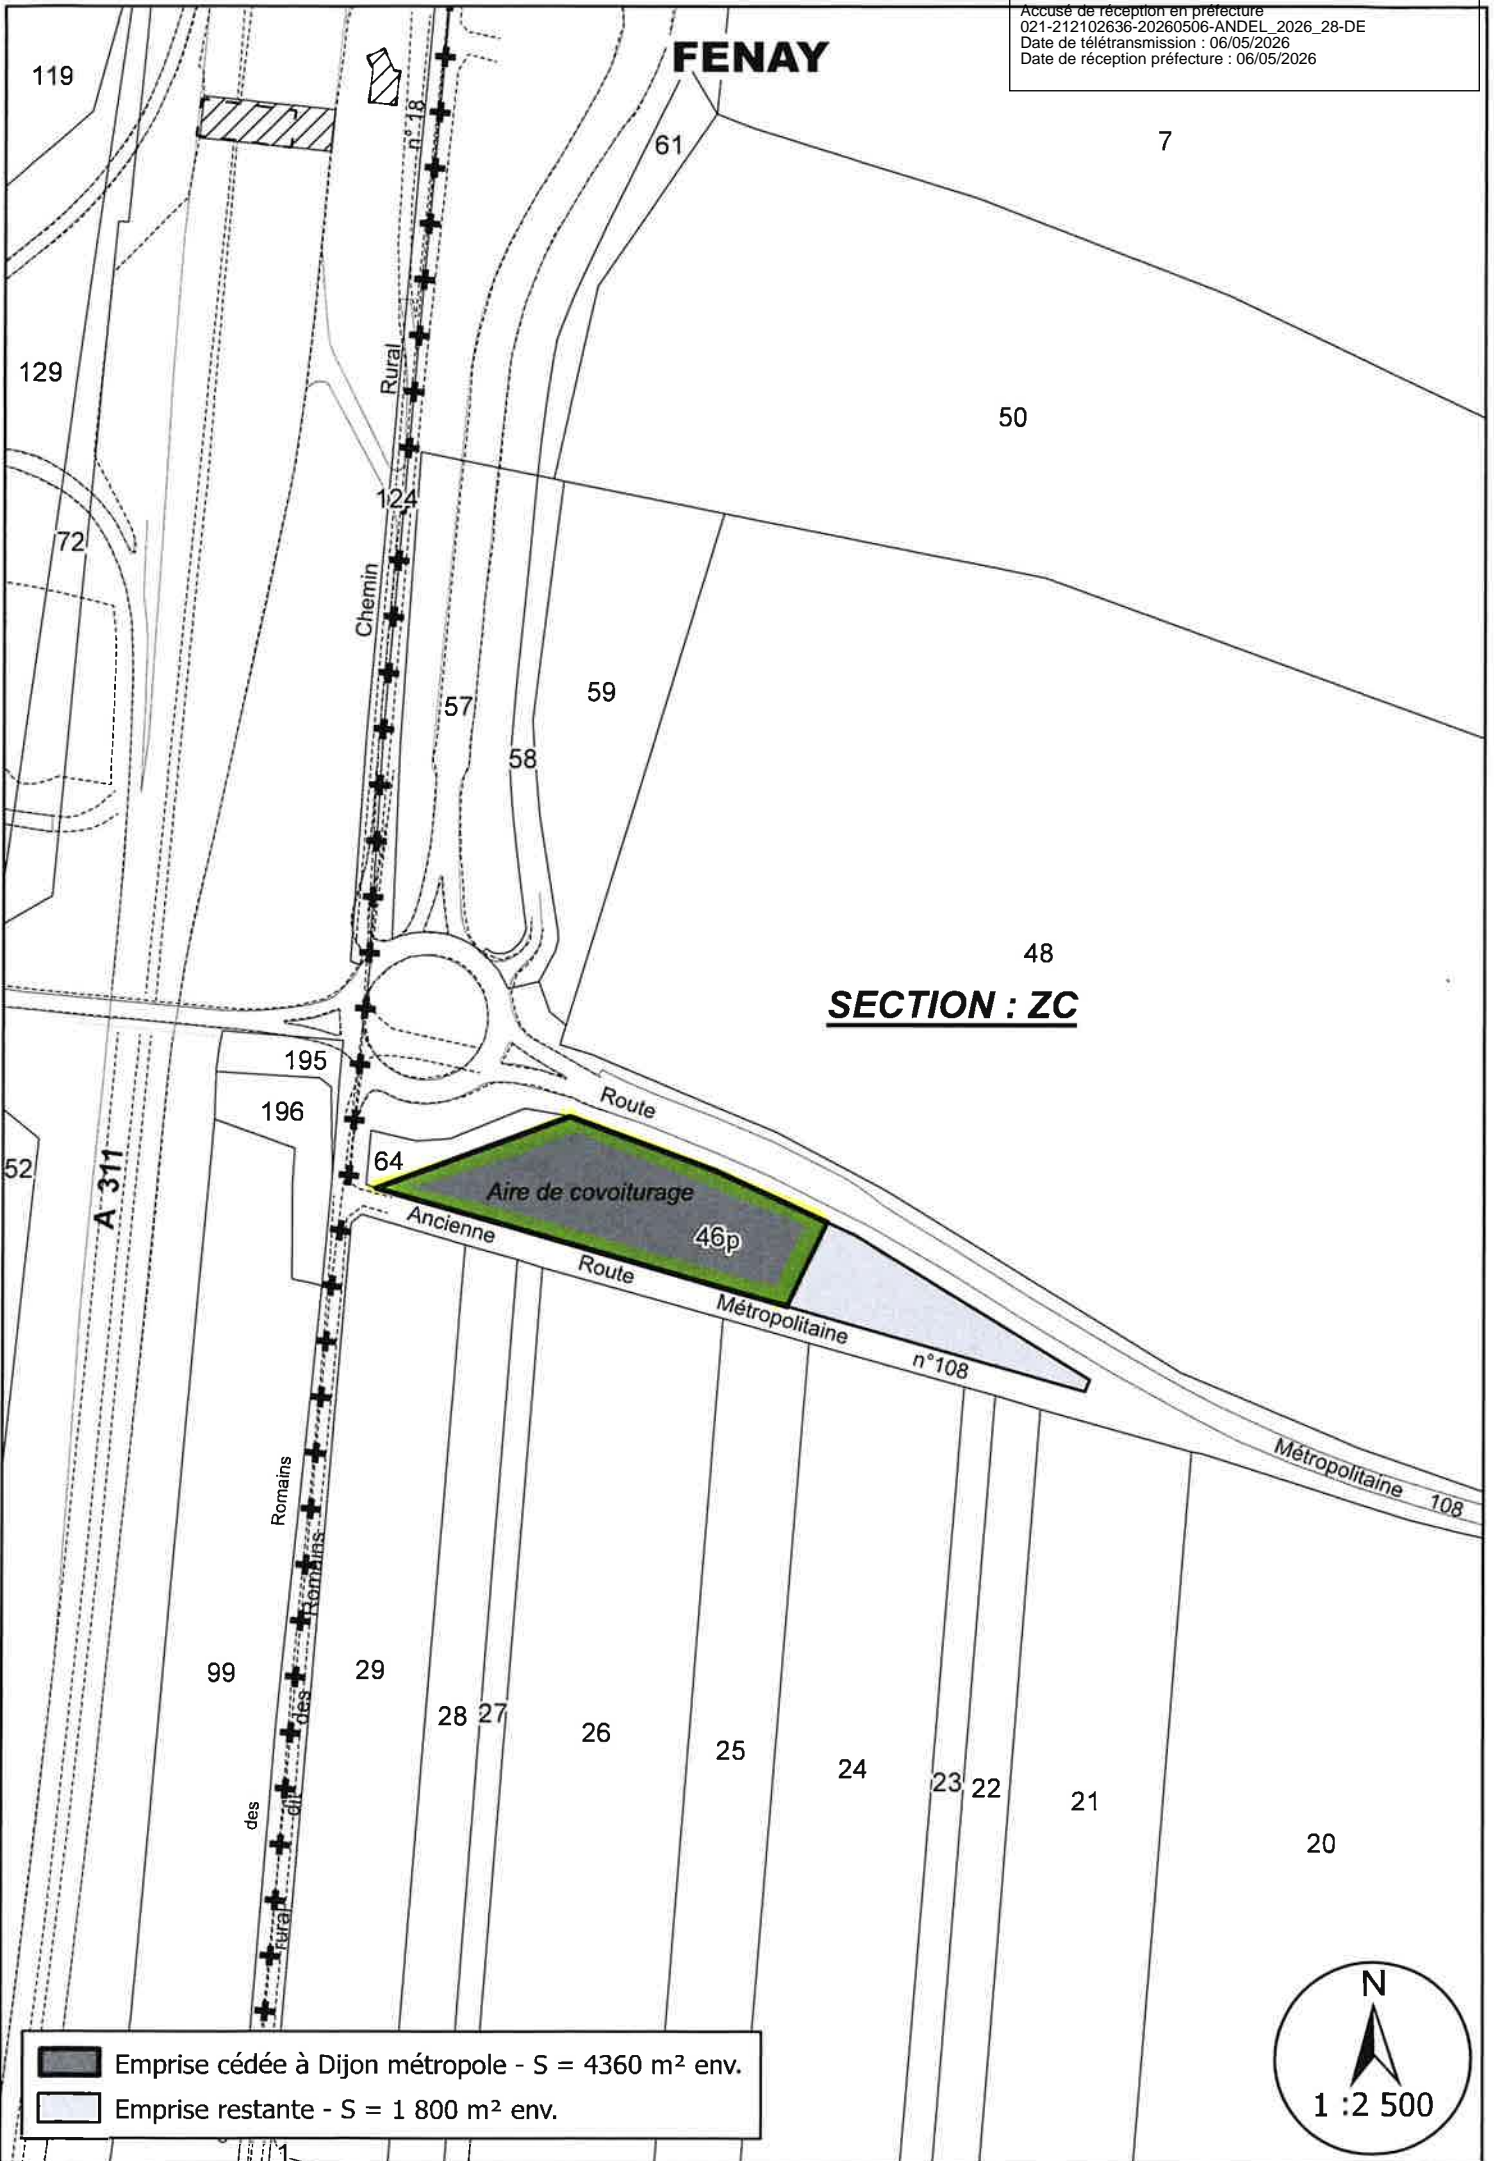 Accusé de réception en préfecture
021-212102636-20260506-ANDEL_2026_28-DE
Date de télétransmission : 06/05/2026
Date de réception préfecture : 06/05/2026
FENAY
119
n° 18
61
7
Rural
129
50
124
72
Chemin
59
57
58
48
SECTION : ZC
195
196
Route
52
A 311
64
Aire de covoiturage
46p
Ancienne
Route
Métropolitaine
n°108
Métropolitaine
108
Romains
Romains
99
29
des
28
27
26
25
24
23
22
21
20
des
dit
rural
Emprise cédée à Dijon métropole - S = 4360 m² env.
Emprise restante - S = 1 800 m² env.
N
1 :2 500
1